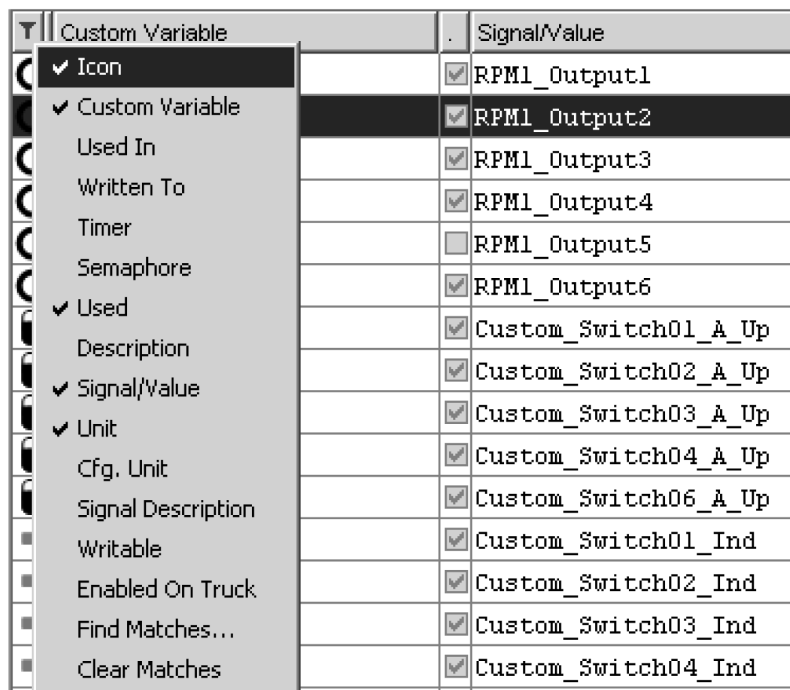 Custom Variable . Signal/Value
Icon
Custom Variable
Used In
Written To
Timer
Semaphore
Used
Description
Signal/Value
Unit
Cfg. Unit
Signal Description
Writable
Enabled On Truck
Find Matches...
Clear Matches
RPM1_Output1
RPM1_Output2
RPM1_Output3
RPM1_Output4
RPM1_Output5
RPM1_Output6
Custom_Switch01_A_Up
Custom_Switch02_A_Up
Custom_Switch03_A_Up
Custom_Switch04_A_Up
Custom_Switch06_A_Up
Custom_Switch01_Ind
Custom_Switch02_Ind
Custom_Switch03_Ind
Custom_Switch04_Ind